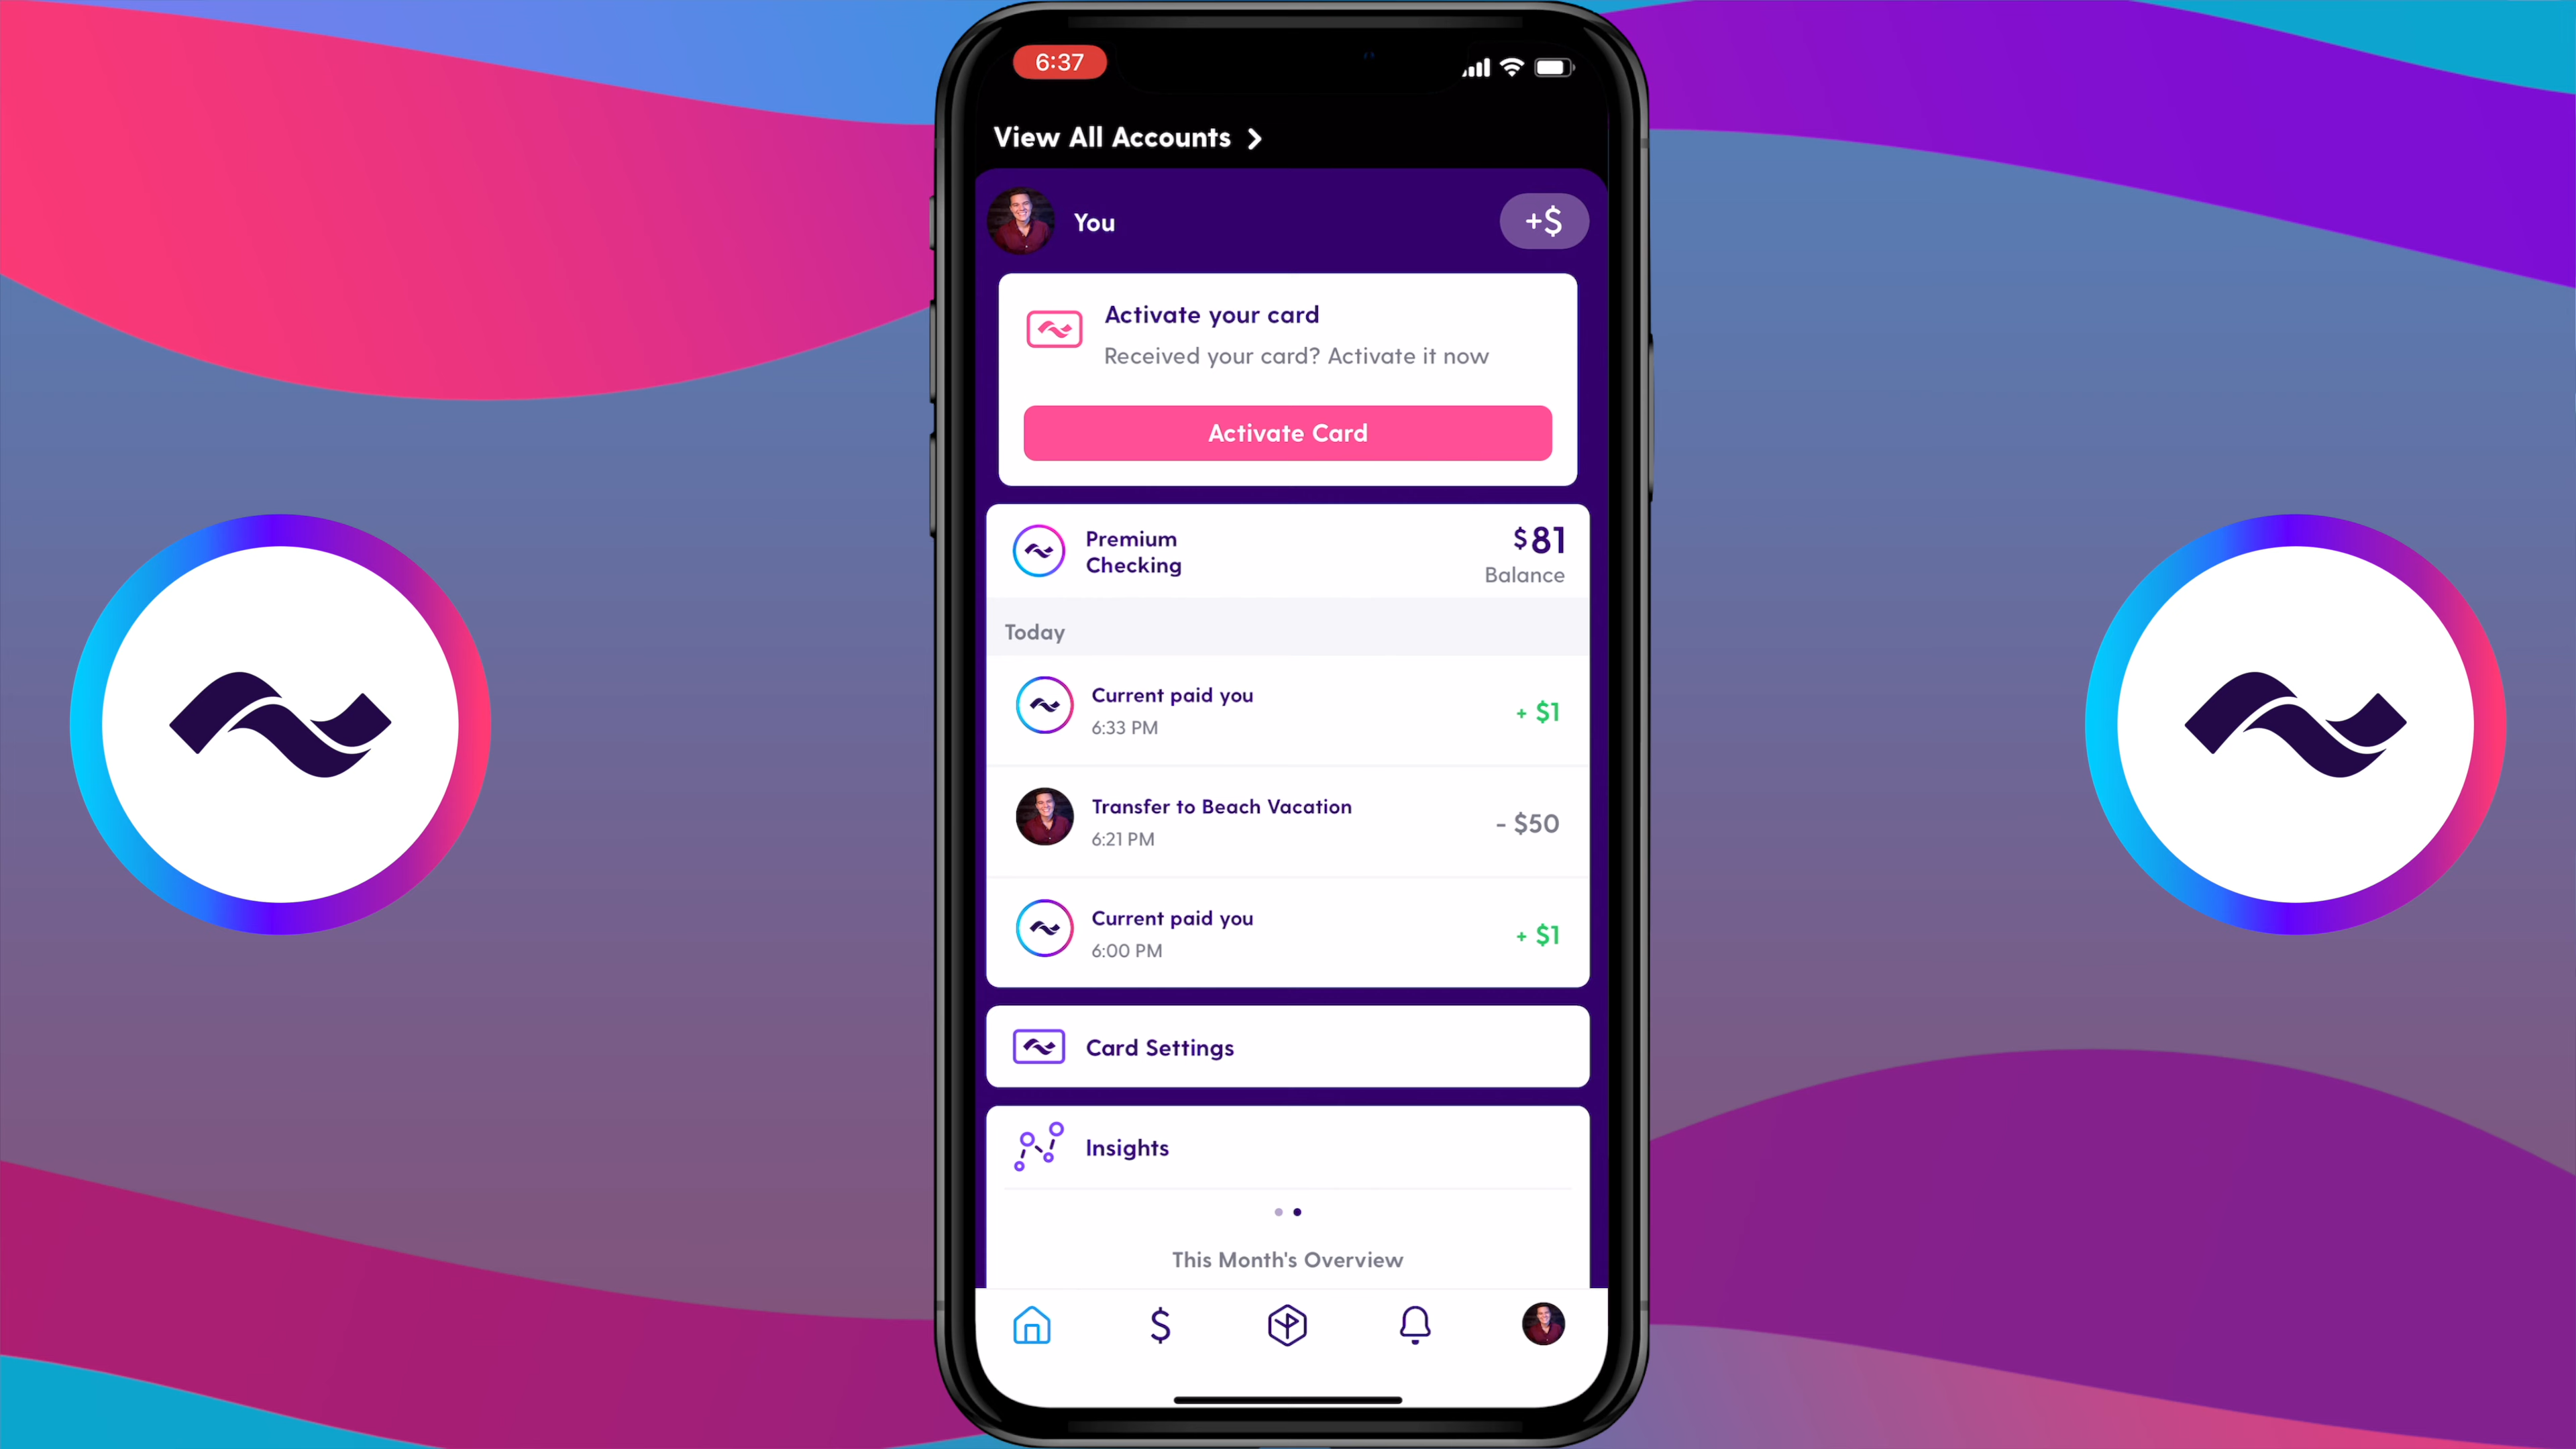 6:37
View All Accounts
You
+$
Activate your card
Received your card? Activate it now
Activate Card
Premium
Checking
$81
Balance
Today
Current paid you
6:33 PM
+ $1
Transfer to Beach Vacation
6:21 PM
- $50
Current paid you
6:00 PM
+ $1
Card Settings
Insights
This Month's Overview
$